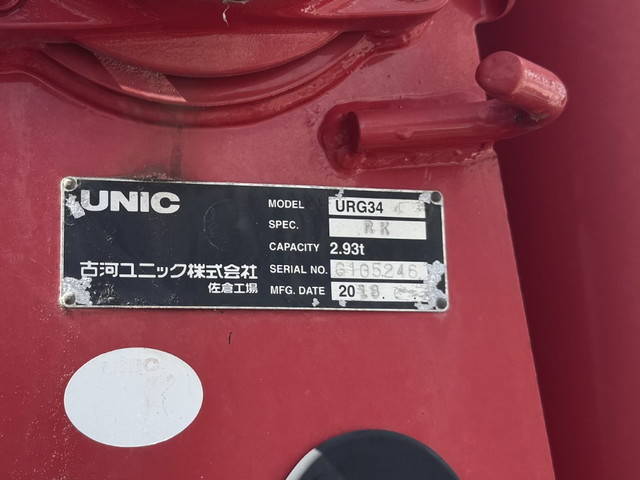 UNIC
MODEL URG34
SPEC. RK
CAPACITY 2.93t
古河ユニック株式会社 SERIAL NO. G105246
佐倉工場 MFG. DATE 2018.
UNIC